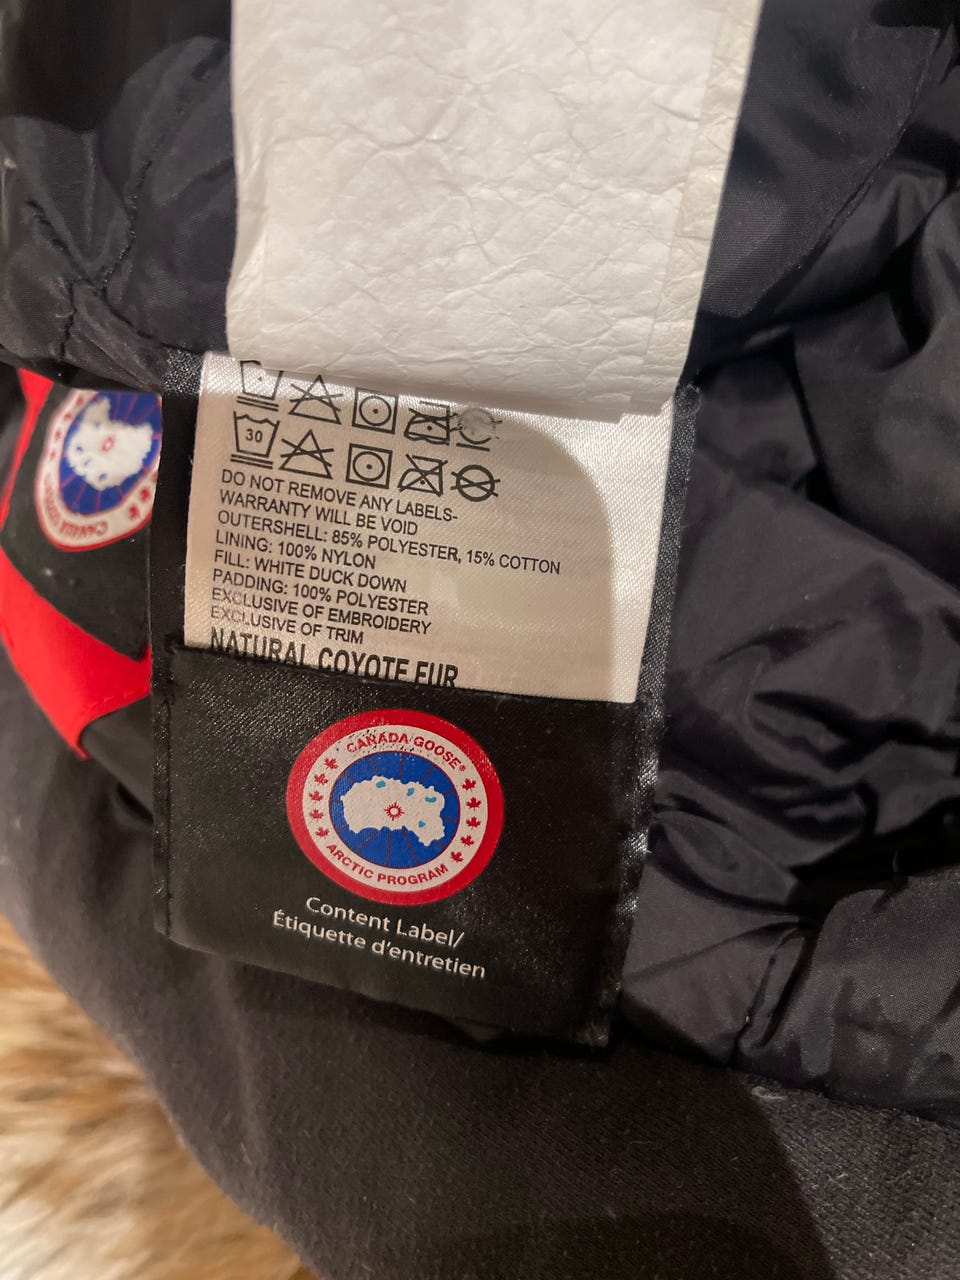 30
DO NOT REMOVE ANY LABELS-
WARRANTY WILL BE VOID
OUTERSHELL: 85% POLYESTER, 15% COTTON
LINING: 100% NYLON
FILL: WHITE DUCK DOWN
PADDING: 100% POLYESTER
EXCLUSIVE OF EMBROIDERY
EXCLUSIVE OF TRIM
NATURAL COYOTE FUR
CANADA GOOSE®
ARCTIC PROGRAM
Content Label/
Étiquette d'entretien